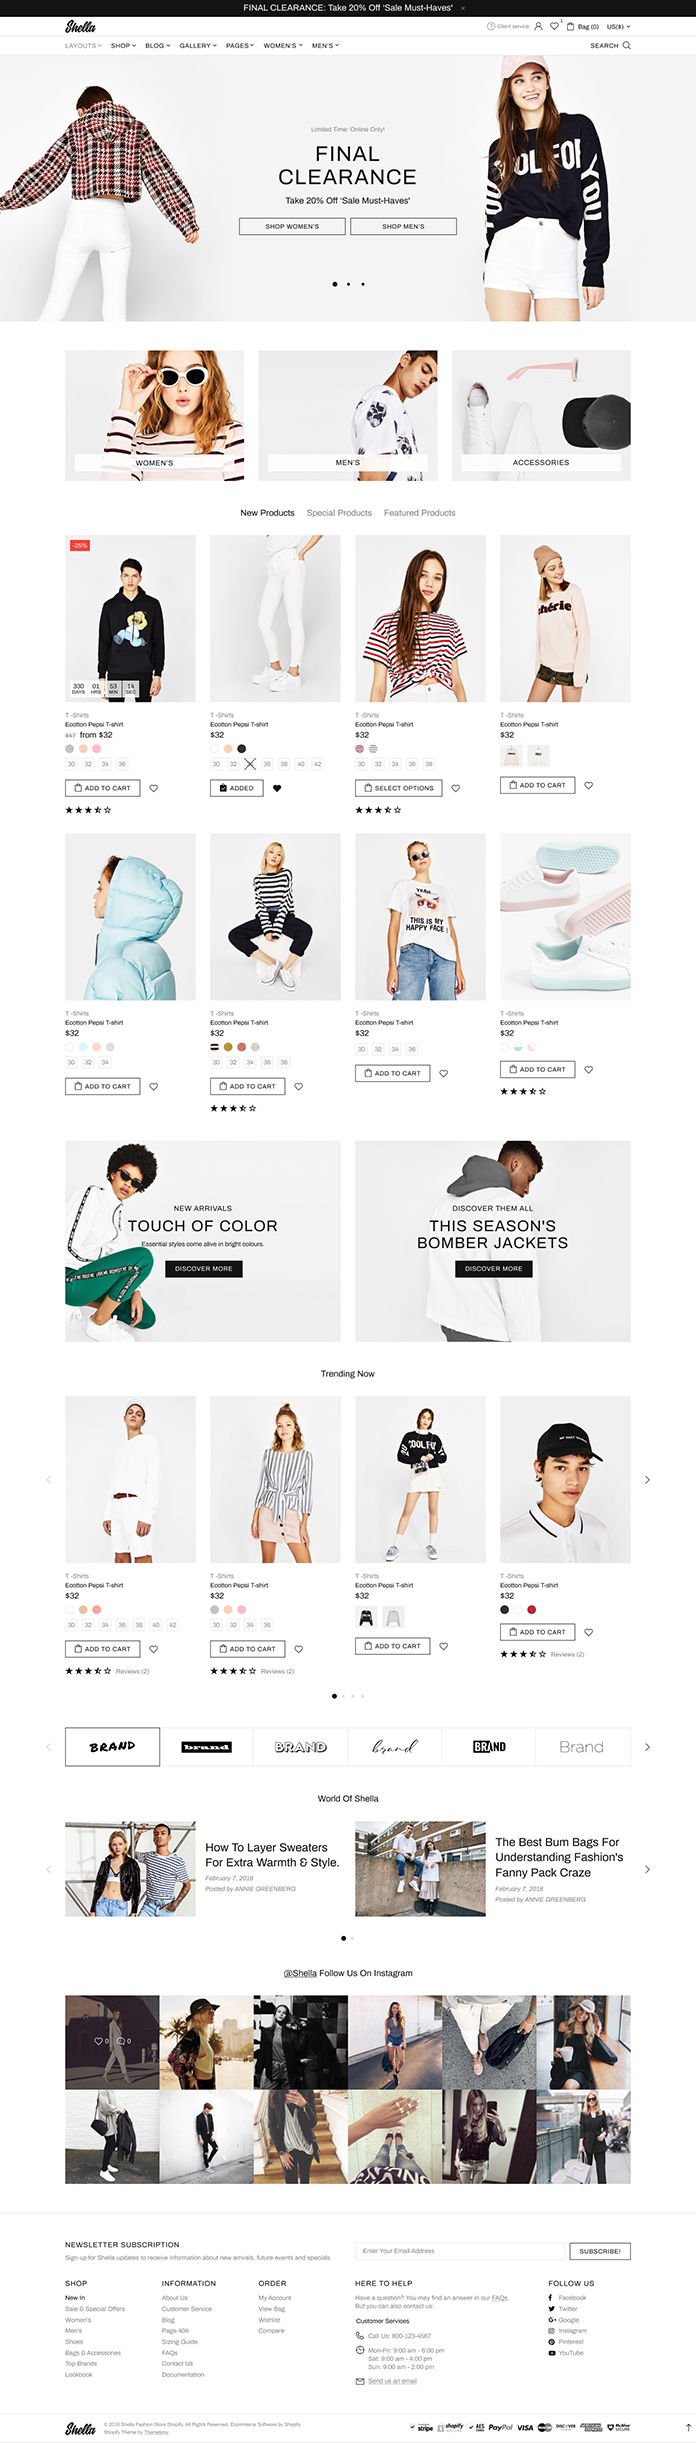 FINAL CLEARANCE: Take 20% Off 'Sale Must-Haves' ×
Shella
Client service
1
Bag (0)
US($)
LAYOUTS SHOP BLOG GALLERY PAGES WOMEN'S MEN'S
SEARCH
Limited Time: Online Only!
FINAL
CLEARANCE
Take 20% Off 'Sale Must-Haves'
SHOP WOMEN'S
SHOP MEN'S
WOMEN'S
MEN'S
ACCESSORIES
New Products Special Products Featured Products
-25%
330 01 53 14
DAYS HRS MIN SEC
chérie
T -Shirts
Ecotton Pepsi T-shirt
$47 from $32
30 32 34 36
ADD TO CART
T -Shirts
Ecotton Pepsi T-shirt
$32
30 32 36 38 40 42
ADDED
T -Shirts
Ecotton Pepsi T-shirt
$32
30 32 34 36 38
SELECT OPTIONS
T -Shirts
Ecotton Pepsi T-shirt
$32
ADD TO CART
YEAH...
THIS IS MY
HAPPY FACE !
T -Shirts
Ecotton Pepsi T-shirt
$32
30 32 34
ADD TO CART
T -Shirts
Ecotton Pepsi T-shirt
$32
30 32 34 36 38
ADD TO CART
T -Shirts
Ecotton Pepsi T-shirt
$32
30 32 34 36
ADD TO CART
T -Shirts
Ecotton Pepsi T-shirt
$32
ADD TO CART
NEW ARRIVALS
TOUCH OF COLOR
Essential styles come alive in bright colours.
DISCOVER MORE
DISCOVER THEM ALL
THIS SEASON'S
BOMBER JACKETS
DISCOVER MORE
Trending Now
T -Shirts
Ecotton Pepsi T-shirt
$32
30 32 34 36 38 40 42
ADD TO CART
Reviews (2)
T -Shirts
Ecotton Pepsi T-shirt
$32
30 32 34 36
ADD TO CART
Reviews (2)
T -Shirts
Ecotton Pepsi T-shirt
$32
ADD TO CART
T -Shirts
Ecotton Pepsi T-shirt
$32
ADD TO CART
Reviews (2)
BRAND brand BRAND brand BRAND Brand
World Of Shella
How To Layer Sweaters
For Extra Warmth & Style.
February 7, 2018
Posted by ANNIE GREENBERG
The Best Bum Bags For
Understanding Fashion's
Fanny Pack Craze
February 7, 2018
Posted by ANNIE GREENBERG
@Shella Follow Us On Instagram
0 0
NEWSLETTER SUBSCRIPTION
Sign up for Shella updates to receive information about new arrivals, future events and specials.
Enter Your Email Address
SUBSCRIBE!
SHOP
New In
Sale & Special Offers
Women's
Men's
Shoes
Bags & Accessories
Top Brands
Lookbook
INFORMATION
About Us
Customer Service
Blog
Page 404
Sizing Guide
FAQs
Contact Us
Documentation
ORDER
My Account
View Bag
Wishlist
Compare
HERE TO HELP
Have a question? You may find an answer in our FAQs.
But you can also contact us:
Customer Services
Call Us: 800-123-4567
Mon-Fri: 9:00 am - 6:00 pm
Sat: 9:00 am - 4:00 pm
Sun: 9:00 am - 2:00 pm
Send us an email
FOLLOW US
Facebook
Twitter
Google
Instagram
Pinterest
YouTube
Shella
© 2018 Shella Fashion Store Shopify. All Rights Reserved. Ecommerce Software by Shopify.
Shopify Theme by Themetony.
stripe shopify AES PayPal VISA DISCOVER McAfee